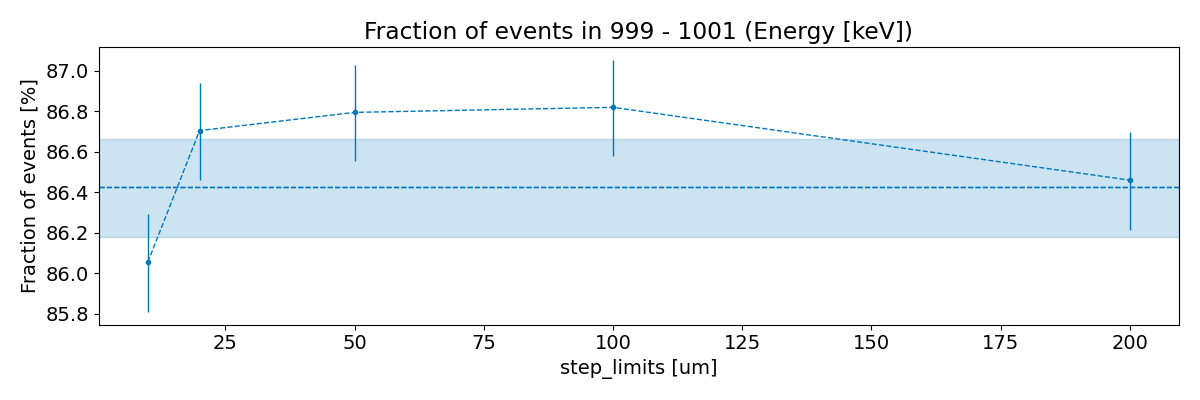 Fraction of events in 999 - 1001 (Energy [keV])
Fraction of events [%]
87.0
86.8
86.6
86.4
86.2
86.0
85.8
25 50 75 100 125 150 175 200
step_limits [um]